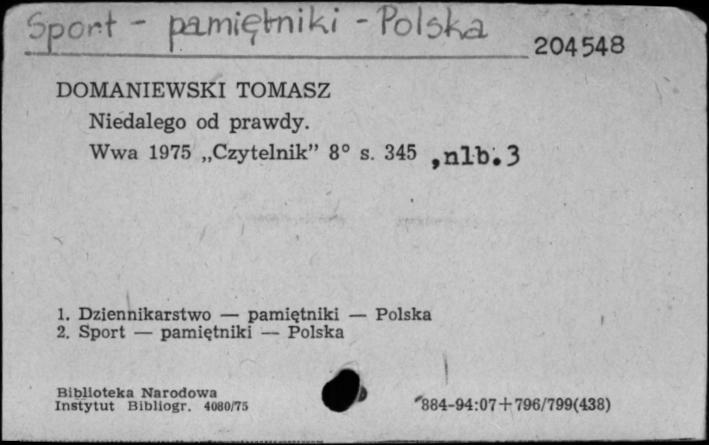 Sport - pamiętniki - Polska
204548
DOMANIEWSKI TOMASZ
Niedalego od prawdy.
Wwa 1975 „Czytelnik” 8° s. 345 ,nlb.3
1. Dziennikarstwo — pamiętniki — Polska
2. Sport — pamiętniki — Polska
Biblioteka Narodowa
Instytut Bibliogr. 4080/75
884-94:07+796/799(438)